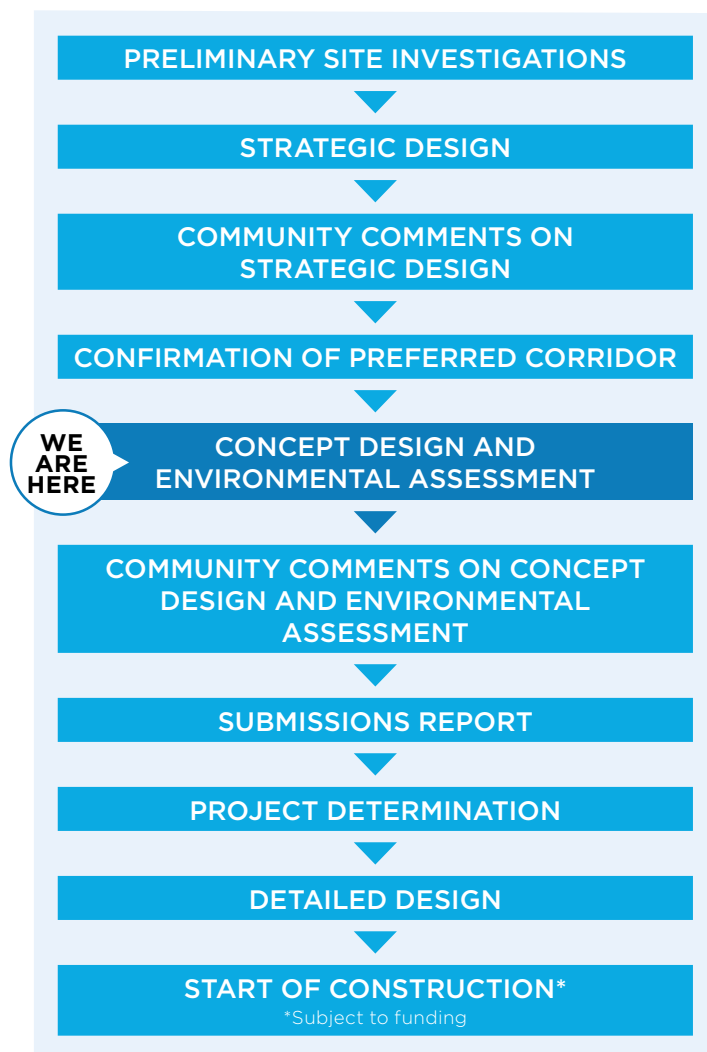 PRELIMINARY SITE INVESTIGATIONS
STRATEGIC DESIGN
COMMUNITY COMMENTS ON
STRATEGIC DESIGN
CONFIRMATION OF PREFERRED CORRIDOR
WE
ARE
HERE
CONCEPT DESIGN AND
ENVIRONMENTAL ASSESSMENT
COMMUNITY COMMENTS ON CONCEPT
DESIGN AND ENVIRONMENTAL
ASSESSMENT
SUBMISSIONS REPORT
PROJECT DETERMINATION
DETAILED DESIGN
START OF CONSTRUCTION*
*Subject to funding